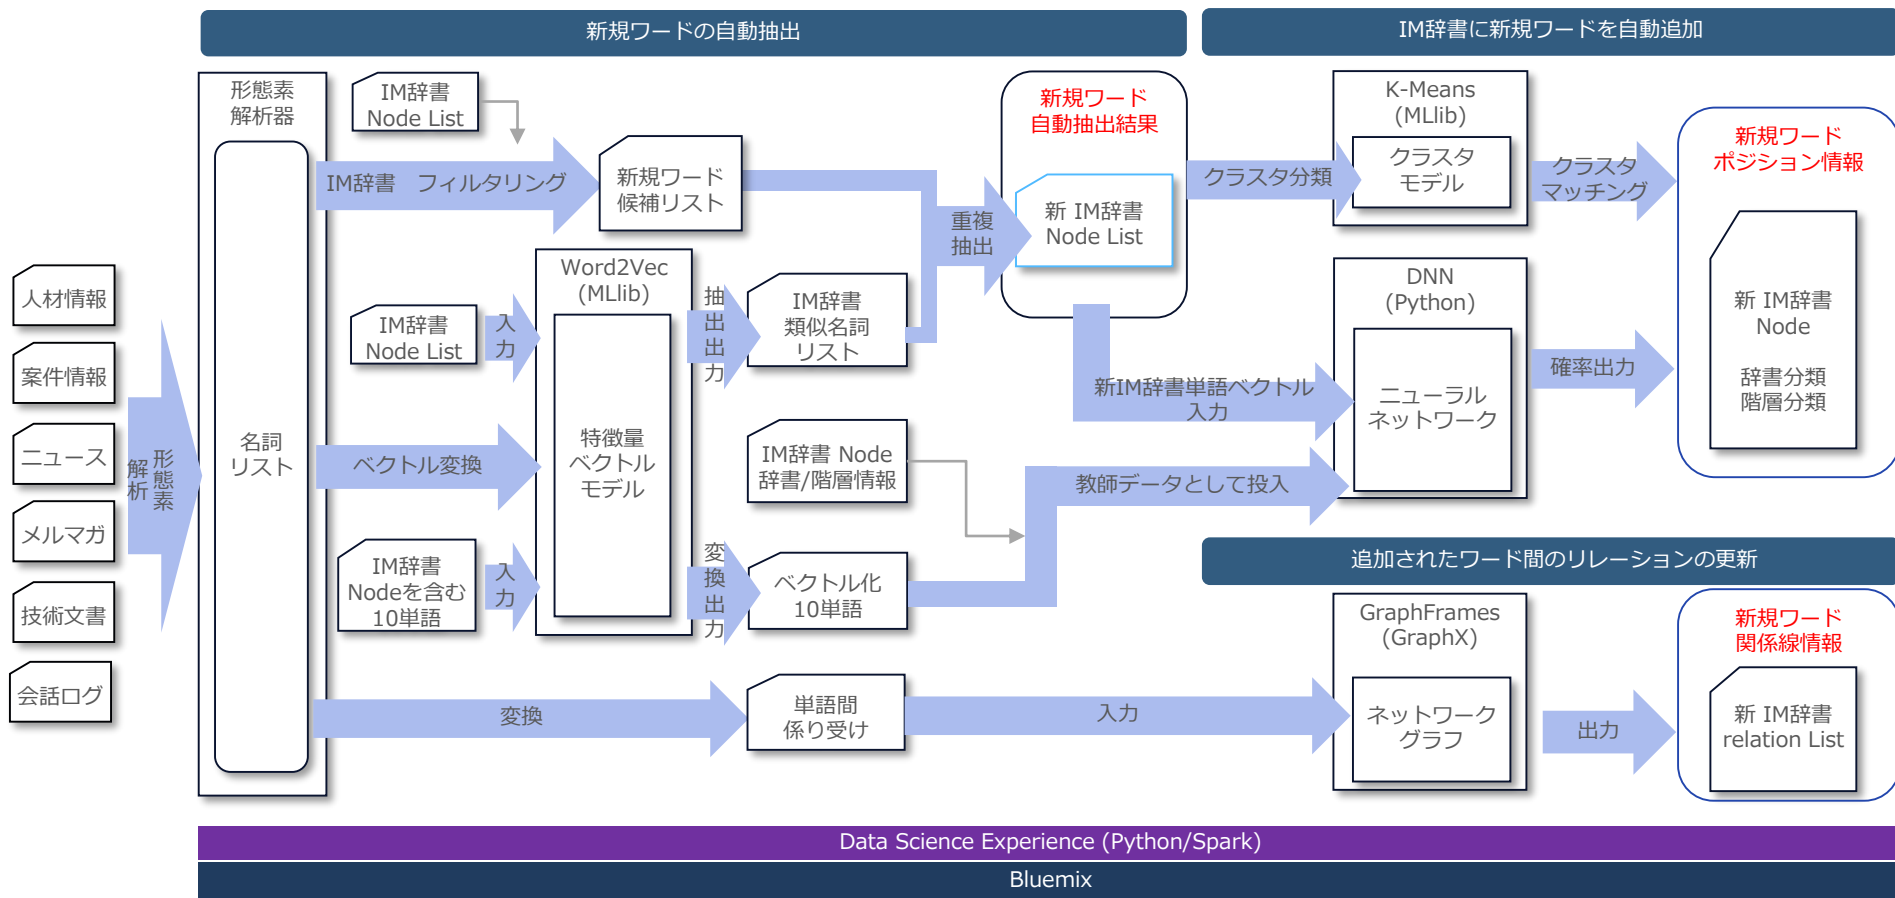 新規ワードの自動抽出
IM辞書に新規ワードを自動追加
人材情報
案件情報
ニュース
メルマガ
技術文書
会話ログ
形態素
解析
形態素
解析器
名詞
リスト
IM辞書
Node List
IM辞書　フィルタリング
新規ワード
候補リスト
IM辞書
Node List
入力
Word2Vec
(MLlib)
特徴量
ベクトル
モデル
抽出出力
IM辞書
類似名詞
リスト
重複
抽出
新規ワード
自動抽出結果
新 IM辞書
Node List
ベクトル変換
IM辞書 Node
辞書/階層情報
IM辞書
Nodeを含む
10単語
入力
変換出力
ベクトル化
10単語
変換
単語間
係り受け
入力
クラスタ分類
K-Means
(MLlib)
クラスタ
モデル
クラスタ
マッチング
新IM辞書単語ベクトル
入力
教師データとして投入
DNN
(Python)
ニューラル
ネットワーク
確率出力
新規ワード
ポジション情報
新 IM辞書
Node
辞書分類
階層分類
追加されたワード間のリレーションの更新
GraphFrames
(GraphX)
ネットワーク
グラフ
出力
新規ワード
関係線情報
新 IM辞書
relation List
Data Science Experience (Python/Spark)
Bluemix